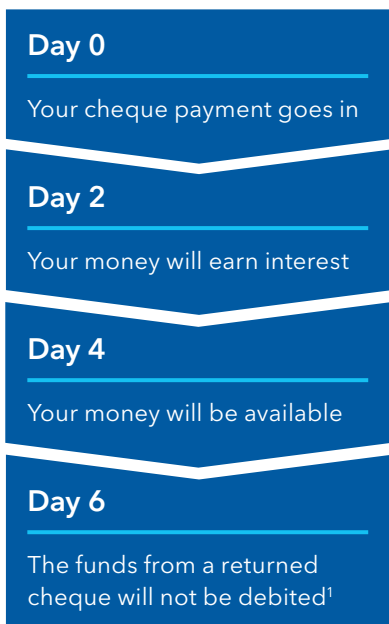 Day 0
Your cheque payment goes in
Day 2
Your money will earn interest
Day 4
Your money will be available
Day 6
The funds from a returned
cheque will not be debited¹